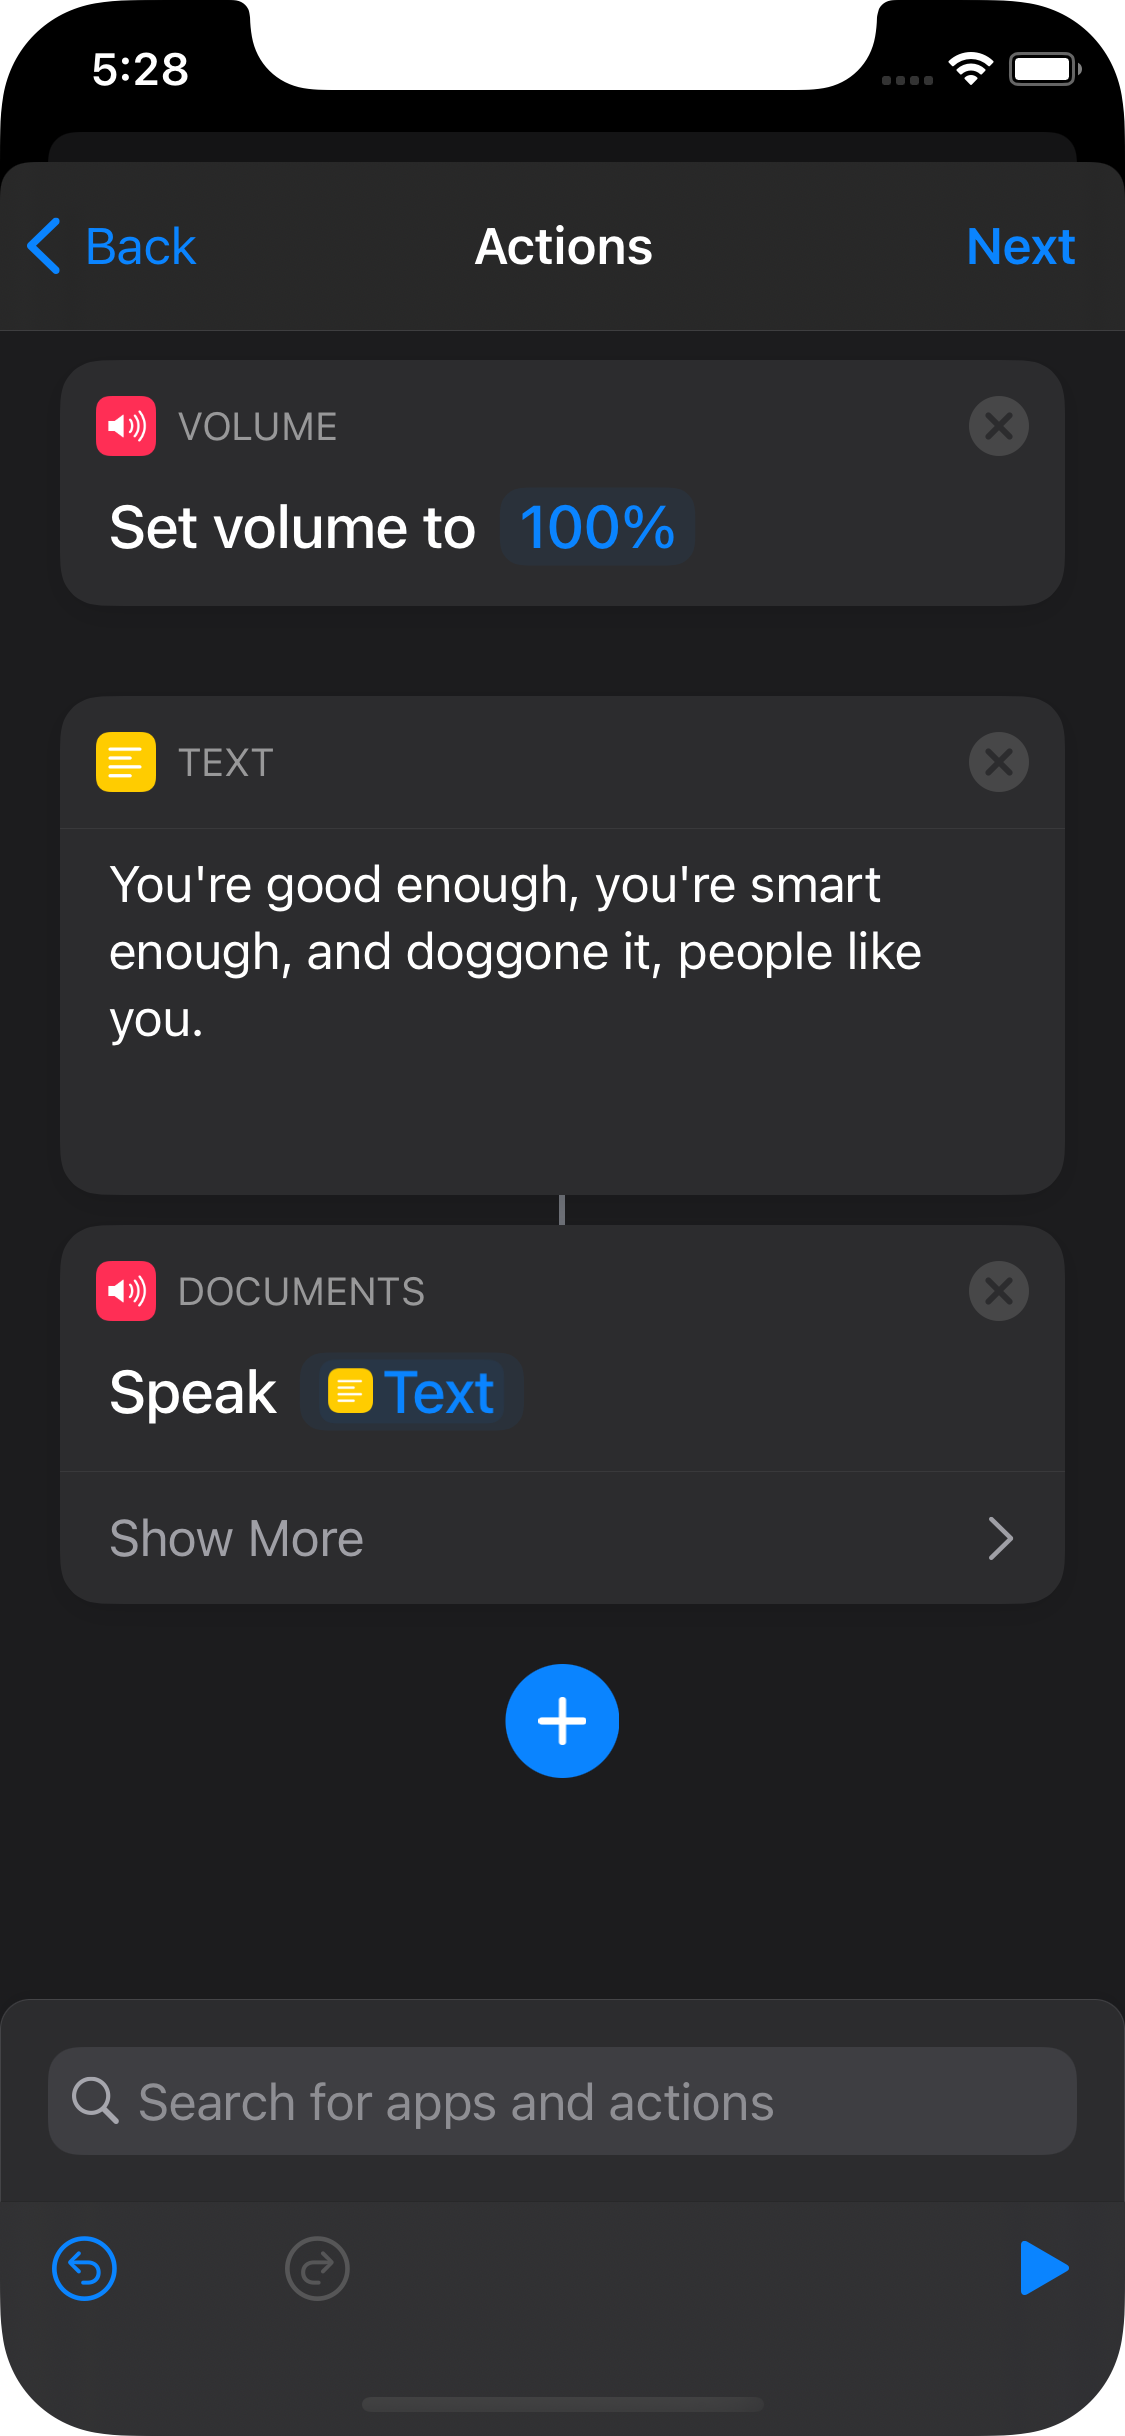 5:28
Back
Actions
Next
VOLUME
Set volume to 100%
TEXT
You're good enough, you're smart
enough, and doggone it, people like
you.
DOCUMENTS
Speak Text
Show More
Search for apps and actions